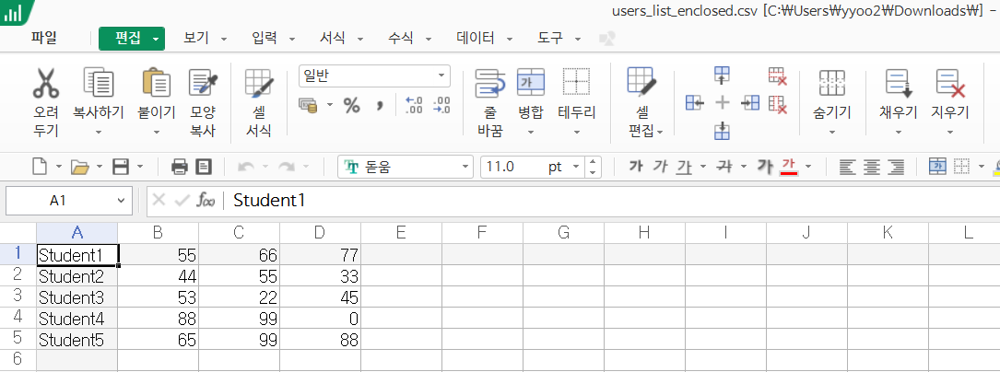 users_list_enclosed.csv [C:₩Users₩yyoo2₩Downloads₩] -
파일 편집 보기 입력 서식 수식 데이터 도구
오려 두기 복사하기 붙이기 모양 복사 셀 서식 일반 % , ←.0 .00 .00 →.0 줄 바꿈 병합 가 테두리 셀 편집 숨기기 채우기 지우기
돋움 11.0 pt 가 가 가 가 가 가
A1 Student1
A B C D E F G H I J K L
1 Student1 55 66 77
2 Student2 44 55 33
3 Student3 53 22 45
4 Student4 88 99 0
5 Student5 65 99 88
6